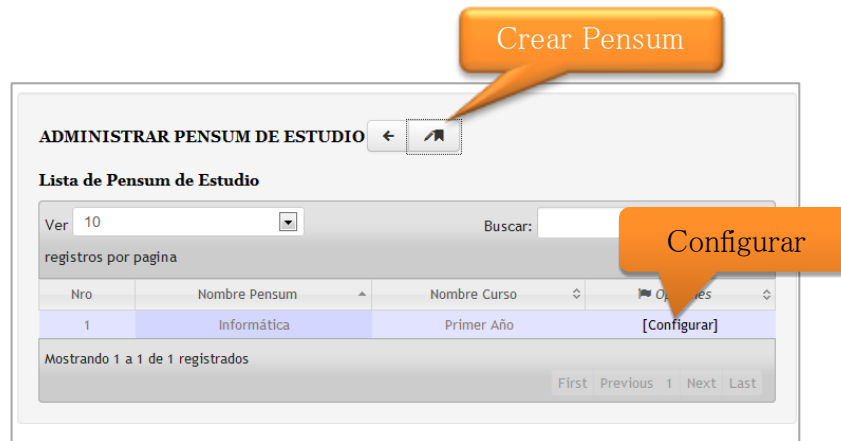 Crear Pensum
ADMINISTRAR PENSUM DE ESTUDIO
Lista de Pensum de Estudio
Ver 10 Buscar:
Configurar
registros por pagina
Nro Nombre Pensum Nombre Curso
1 Informática Primer Año [Configurar]
Mostrando 1 a 1 de 1 registrados
First Previous 1 Next Last